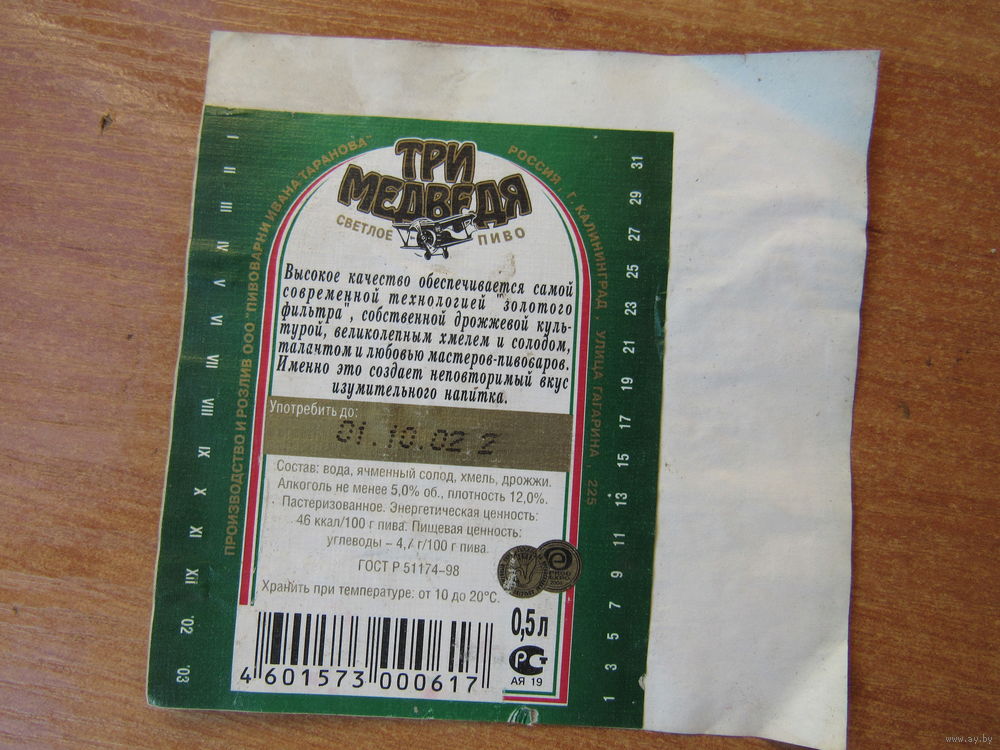 ТРИ
МЕДВЕДЯ
СВЕТЛОЕ ПИВО
ПРОИЗВОДСТВО И РОЗЛИВ ООО "ПИВОВАРНИ ИВАНА ТАРАНОВА"
РОССИЯ, Г. КАЛИНИНГРАД, УЛИЦА ГАГАРИНА, 225
Высокое качество обеспечивается самой
современной технологией "золотого
фильтра", собственной дрожжевой куль-
турой, великолепным хмелем и солодом,
талантом и любовью мастеров-пивоваров.
Именно это создает неповторимый вкус
изумительного напитка.
Употребить до:
01.10.02 2
Состав: вода, ячменный солод, хмель, дрожжи.
Алкоголь не менее 5,0% об., плотность 12,0%.
Пастеризованное. Энергетическая ценность:
46 ккал/100 г пива. Пищевая ценность:
углеводы – 4,7 г/100 г пива.
ГОСТ Р 51174–98
Хранить при температуре: от 10 до 20°С.
0,5 л
РСТ
АЯ 19
4 601573 000617
I II III IV V VI VII VIII IX X XI XII '02 '03
1 3 5 7 9 11 13 15 17 19 21 23 25 27 29 31
www.ay.by